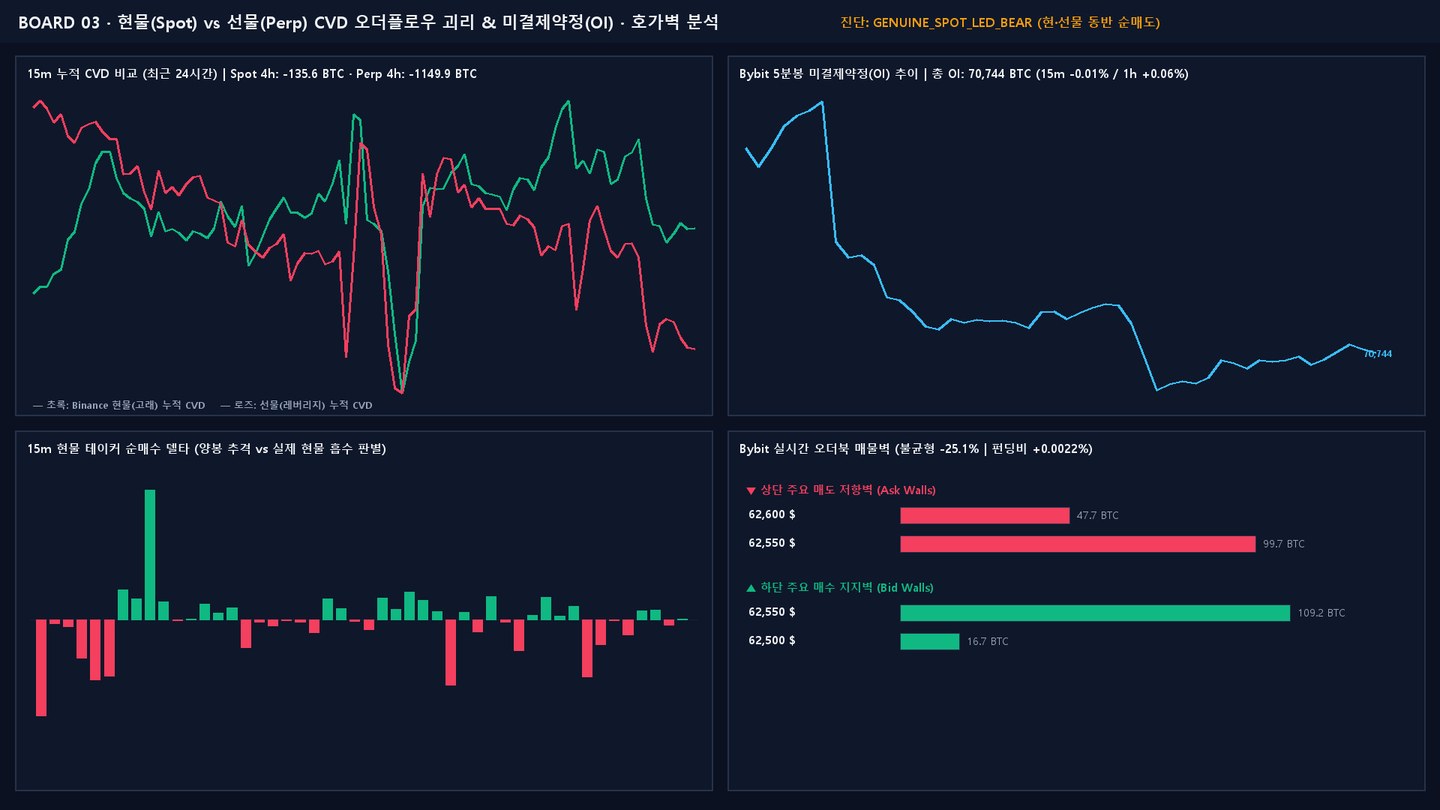 BOARD 03 · 현물(Spot) vs 선물(Perp) CVD 오더플로우 괴리 & 미결제약정(OI) · 호가벽 분석
진단: GENUINE_SPOT_LED_BEAR (현·선물 동반 순매도)
15m 누적 CVD 비교 (최근 24시간) | Spot 4h: -135.6 BTC · Perp 4h: -1149.9 BTC
— 초록: Binance 현물(고래) 누적 CVD — 로즈: 선물(레버리지) 누적 CVD
Bybit 5분봉 미결제약정(OI) 추이 | 총 OI: 70,744 BTC (15m -0.01% / 1h +0.06%)
70,744
15m 현물 테이커 순매수 델타 (양봉 추격 vs 실제 현물 흡수 판별)
Bybit 실시간 오더북 매물벽 (불균형 -25.1% | 펀딩비 +0.0022%)
▼ 상단 주요 매도 저항벽 (Ask Walls)
62,600 $ 47.7 BTC
62,550 $ 99.7 BTC
▲ 하단 주요 매수 지지벽 (Bid Walls)
62,550 $ 109.2 BTC
62,500 $ 16.7 BTC